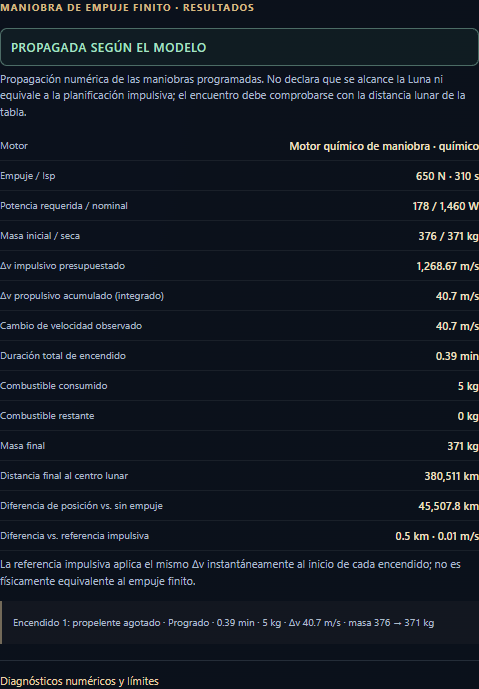 MANIOBRA DE EMPUJE FINITO · RESULTADOS
PROPAGADA SEGÚN EL MODELO
Propagación numérica de las maniobras programadas. No declara que se alcance la Luna ni
equivale a la planificación impulsiva; el encuentro debe comprobarse con la distancia lunar de la
tabla.
Motor Motor químico de maniobra · químico
Empuje / Isp 650 N · 310 s
Potencia requerida / nominal 178 / 1,460 W
Masa inicial / seca 376 / 371 kg
Δv impulsivo presupuestado 1,268.67 m/s
Δv propulsivo acumulado (integrado) 40.7 m/s
Cambio de velocidad observado 40.7 m/s
Duración total de encendido 0.39 min
Combustible consumido 5 kg
Combustible restante 0 kg
Masa final 371 kg
Distancia final al centro lunar 380,511 km
Diferencia de posición vs. sin empuje 45,507.8 km
Diferencia vs. referencia impulsiva 0.5 km · 0.01 m/s
La referencia impulsiva aplica el mismo Δv instantáneamente al inicio de cada encendido; no es
físicamente equivalente al empuje finito.
Encendido 1: propelente agotado · Progrado · 0.39 min · 5 kg · Δv 40.7 m/s · masa 376 → 371 kg
Diagnósticos numéricos y límites